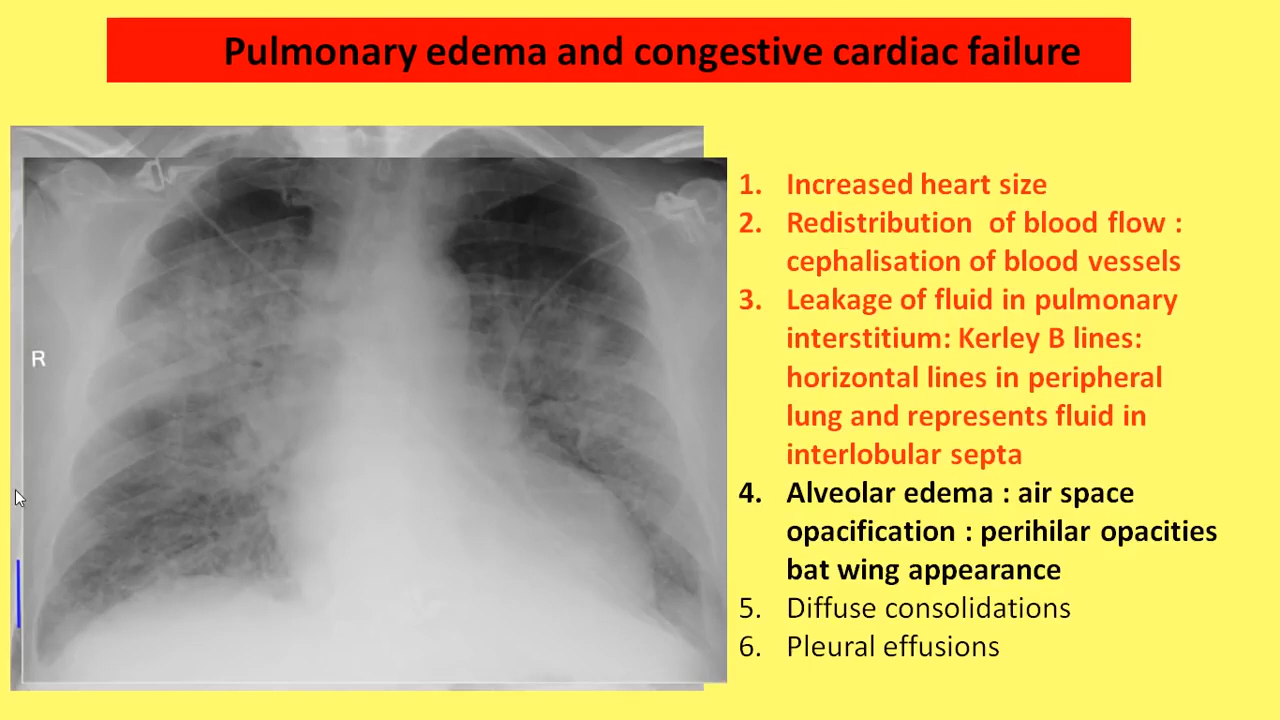 Pulmonary edema and congestive cardiac failure
R
1. Increased heart size
2. Redistribution of blood flow :
cephalisation of blood vessels
3. Leakage of fluid in pulmonary
interstitium: Kerley B lines:
horizontal lines in peripheral
lung and represents fluid in
interlobular septa
4. Alveolar edema : air space
opacification : perihilar opacities
bat wing appearance
5. Diffuse consolidations
6. Pleural effusions